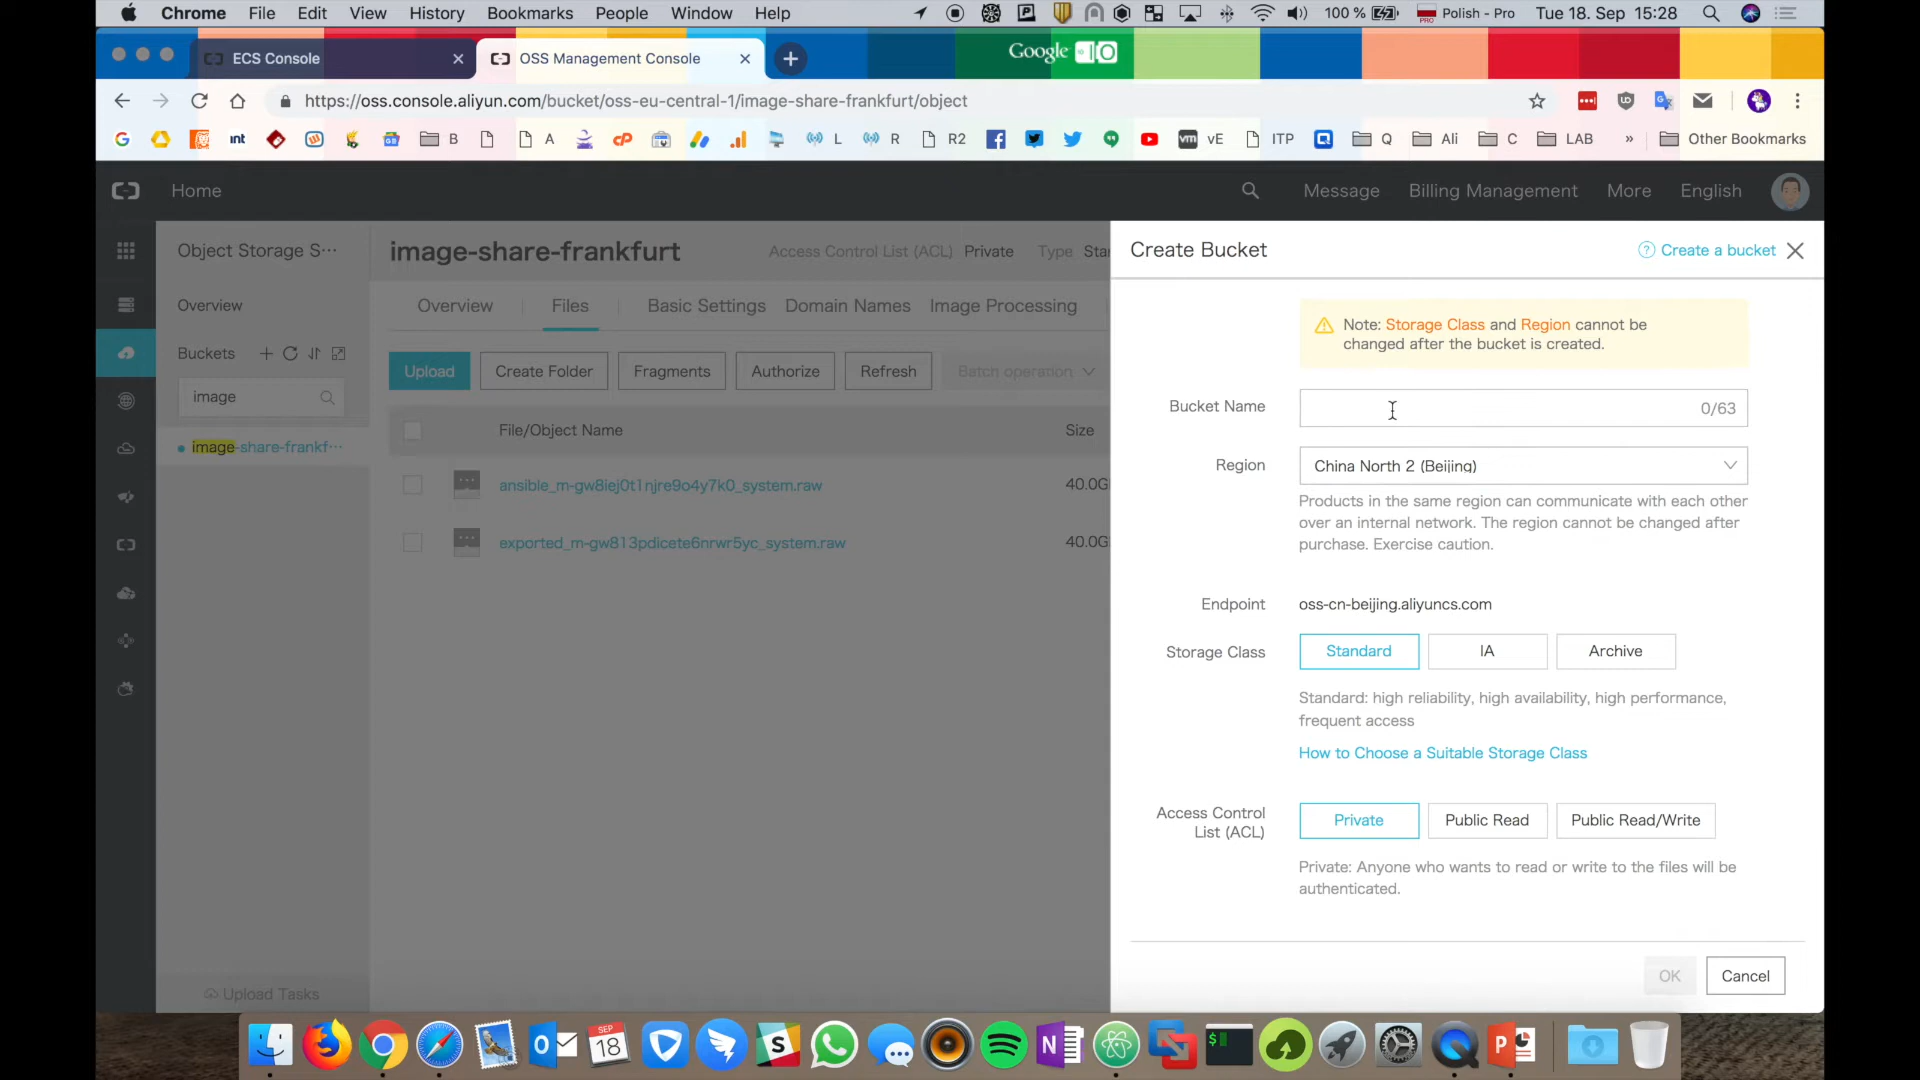 Chrome File Edit View History Bookmarks People Window Help 100 % Polish - Pro Tue 18. Sep 15:28
ECS Console OSS Management Console Google
https://oss.console.aliyun.com/bucket/oss-eu-central-1/image-share-frankfurt/object
int B A L R R2 vE ITP Q Ali C LAB » Other Bookmarks
Home Message Billing Management More English
Object Storage S···
Overview
Buckets
image
image-share-frankf···
Upload Tasks
image-share-frankfurt Access Control List (ACL) Private Type Star
Overview Files Basic Settings Domain Names Image Processing
Upload Create Folder Fragments Authorize Refresh Batch operation
File/Object Name Size
ansible_m-gw8iej0t1njre9o4y7k0_system.raw 40.0G
exported_m-gw813pdicete6nrwr5yc_system.raw 40.0G
Create Bucket Create a bucket
Note: Storage Class and Region cannot be
changed after the bucket is created.
Bucket Name 0/63
Region China North 2 (Beijing)
Products in the same region can communicate with each other
over an internal network. The region cannot be changed after
purchase. Exercise caution.
Endpoint oss-cn-beijing.aliyuncs.com
Storage Class Standard IA Archive
Standard: high reliability, high availability, high performance,
frequent access
How to Choose a Suitable Storage Class
Access Control
List (ACL)
Private Public Read Public Read/Write
Private: Anyone who wants to read or write to the files will be
authenticated.
OK Cancel
SEP
18